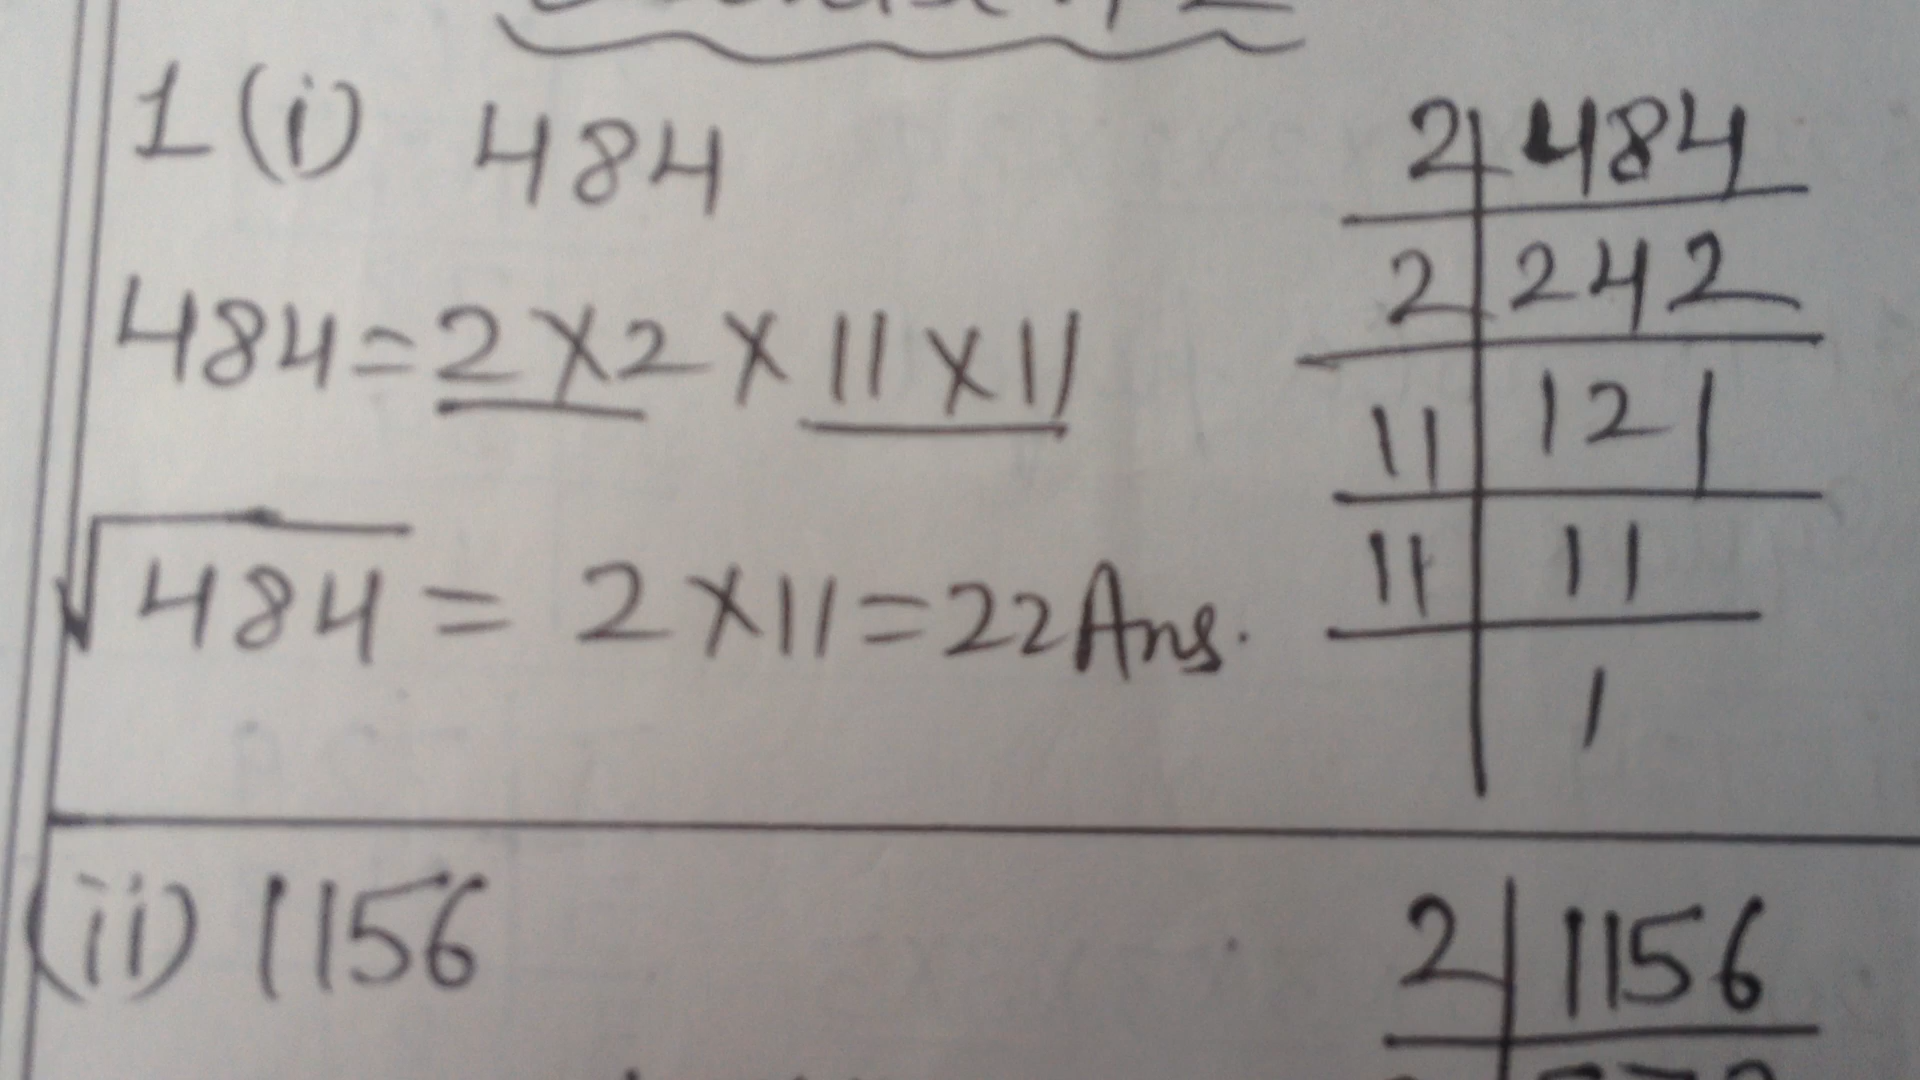 1 (i) 484
484 = 2 × 2 × 11 × 11
√484 = 2 × 11 = 22 Ans.
2 | 484
2 | 242
11 | 121
11 | 11
1
(ii) 1156
2 | 1156